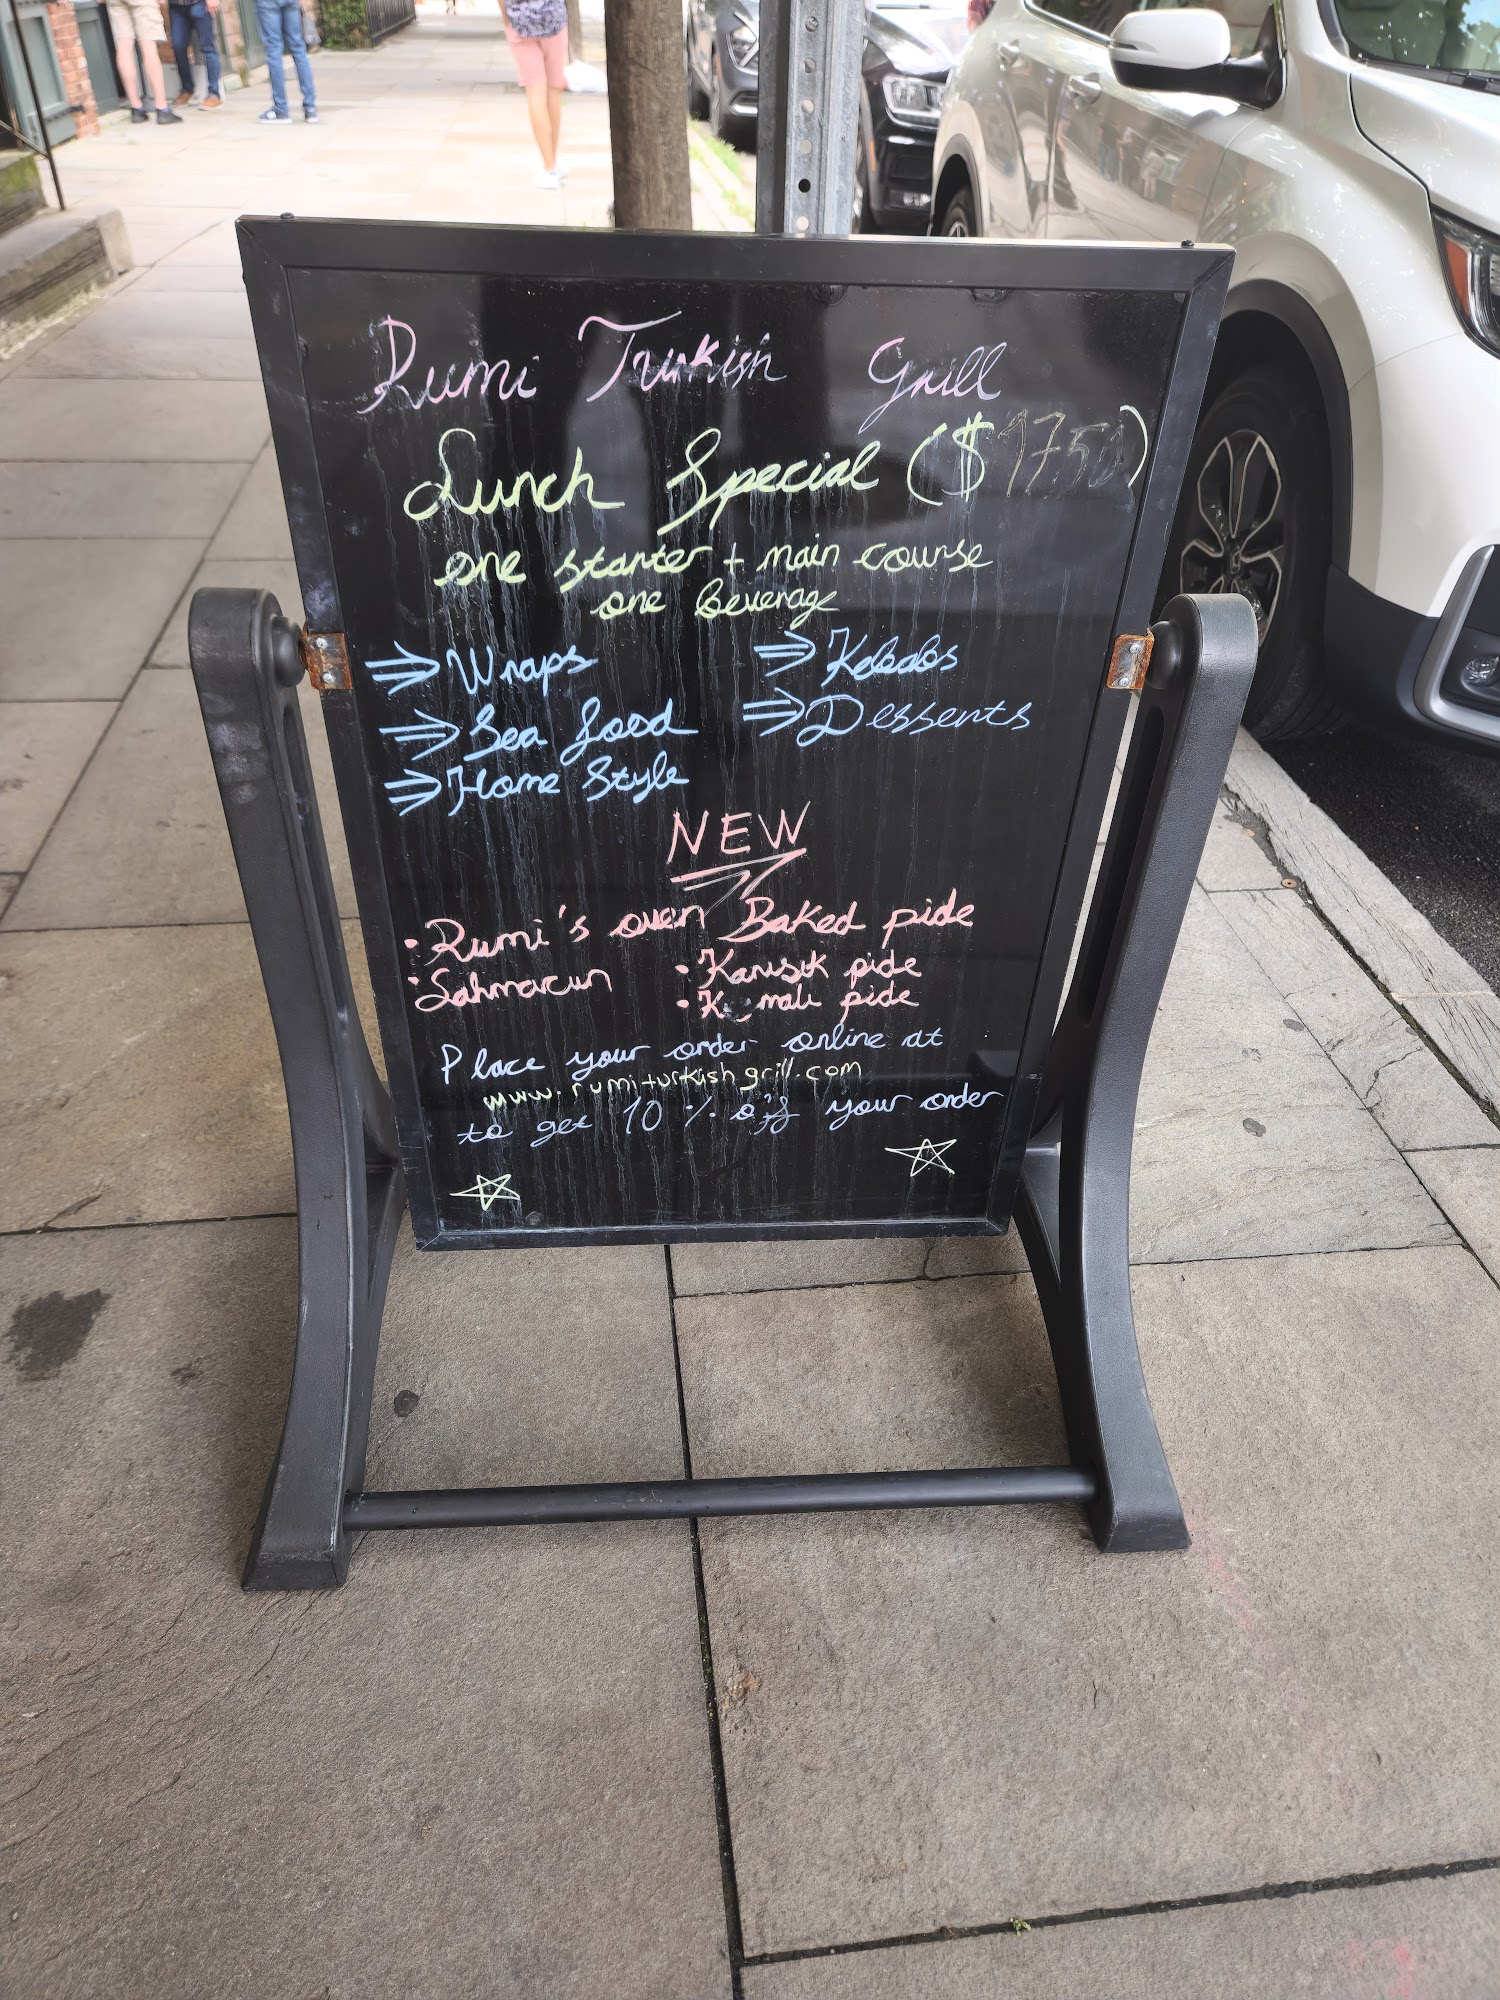 Rumi Turkish Grill
Lunch Special ($17.50)
one starter + main course
one beverage
⇒ Wraps
⇒ Sea food
⇒ Home Style
⇒ Kebabs
⇒ Desserts
NEW
• Rumi's oven Baked pide
• Lahmacun
• Karısık pide
• pide
Place your order online at
www.rumiturkishgrill.com
to get 10% off your order